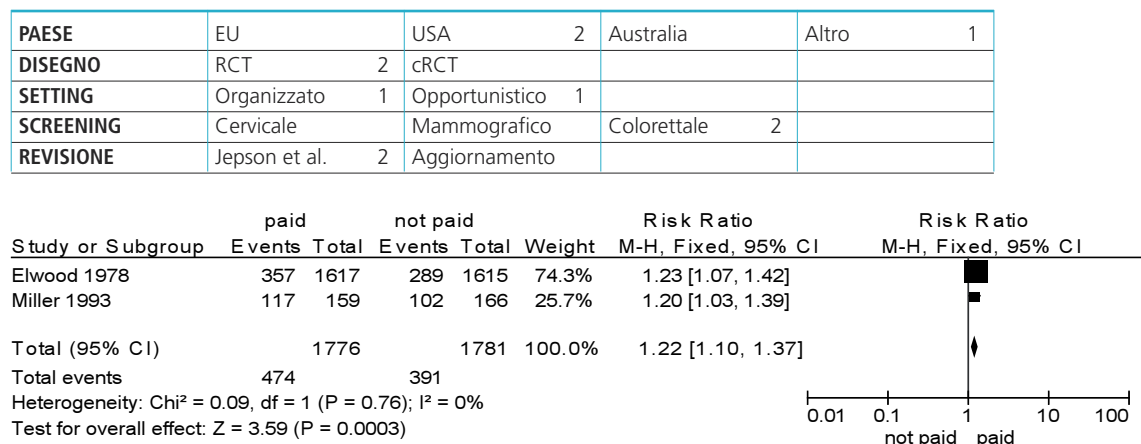 PAESE EU USA 2 Australia Altro 1
DISEGNO RCT 2 cRCT
SETTING Organizzato 1 Opportunistico 1
SCREENING Cervicale Mammografico Colorettale 2
REVISIONE Jepson et al. 2 Aggiornamento
paid not paid Risk Ratio Risk Ratio
Study or Subgroup Events Total Events Total Weight M-H, Fixed, 95% CI M-H, Fixed, 95% CI
Elwood 1978 357 1617 289 1615 74.3% 1.23 [1.07, 1.42]
Miller 1993 117 159 102 166 25.7% 1.20 [1.03, 1.39]
Total (95% CI) 1776 1781 100.0% 1.22 [1.10, 1.37]
Total events 474 391
Heterogeneity: Chi² = 0.09, df = 1 (P = 0.76); I² = 0%
Test for overall effect: Z = 3.59 (P = 0.0003)
0.01 0.1 1 10 100
not paid paid